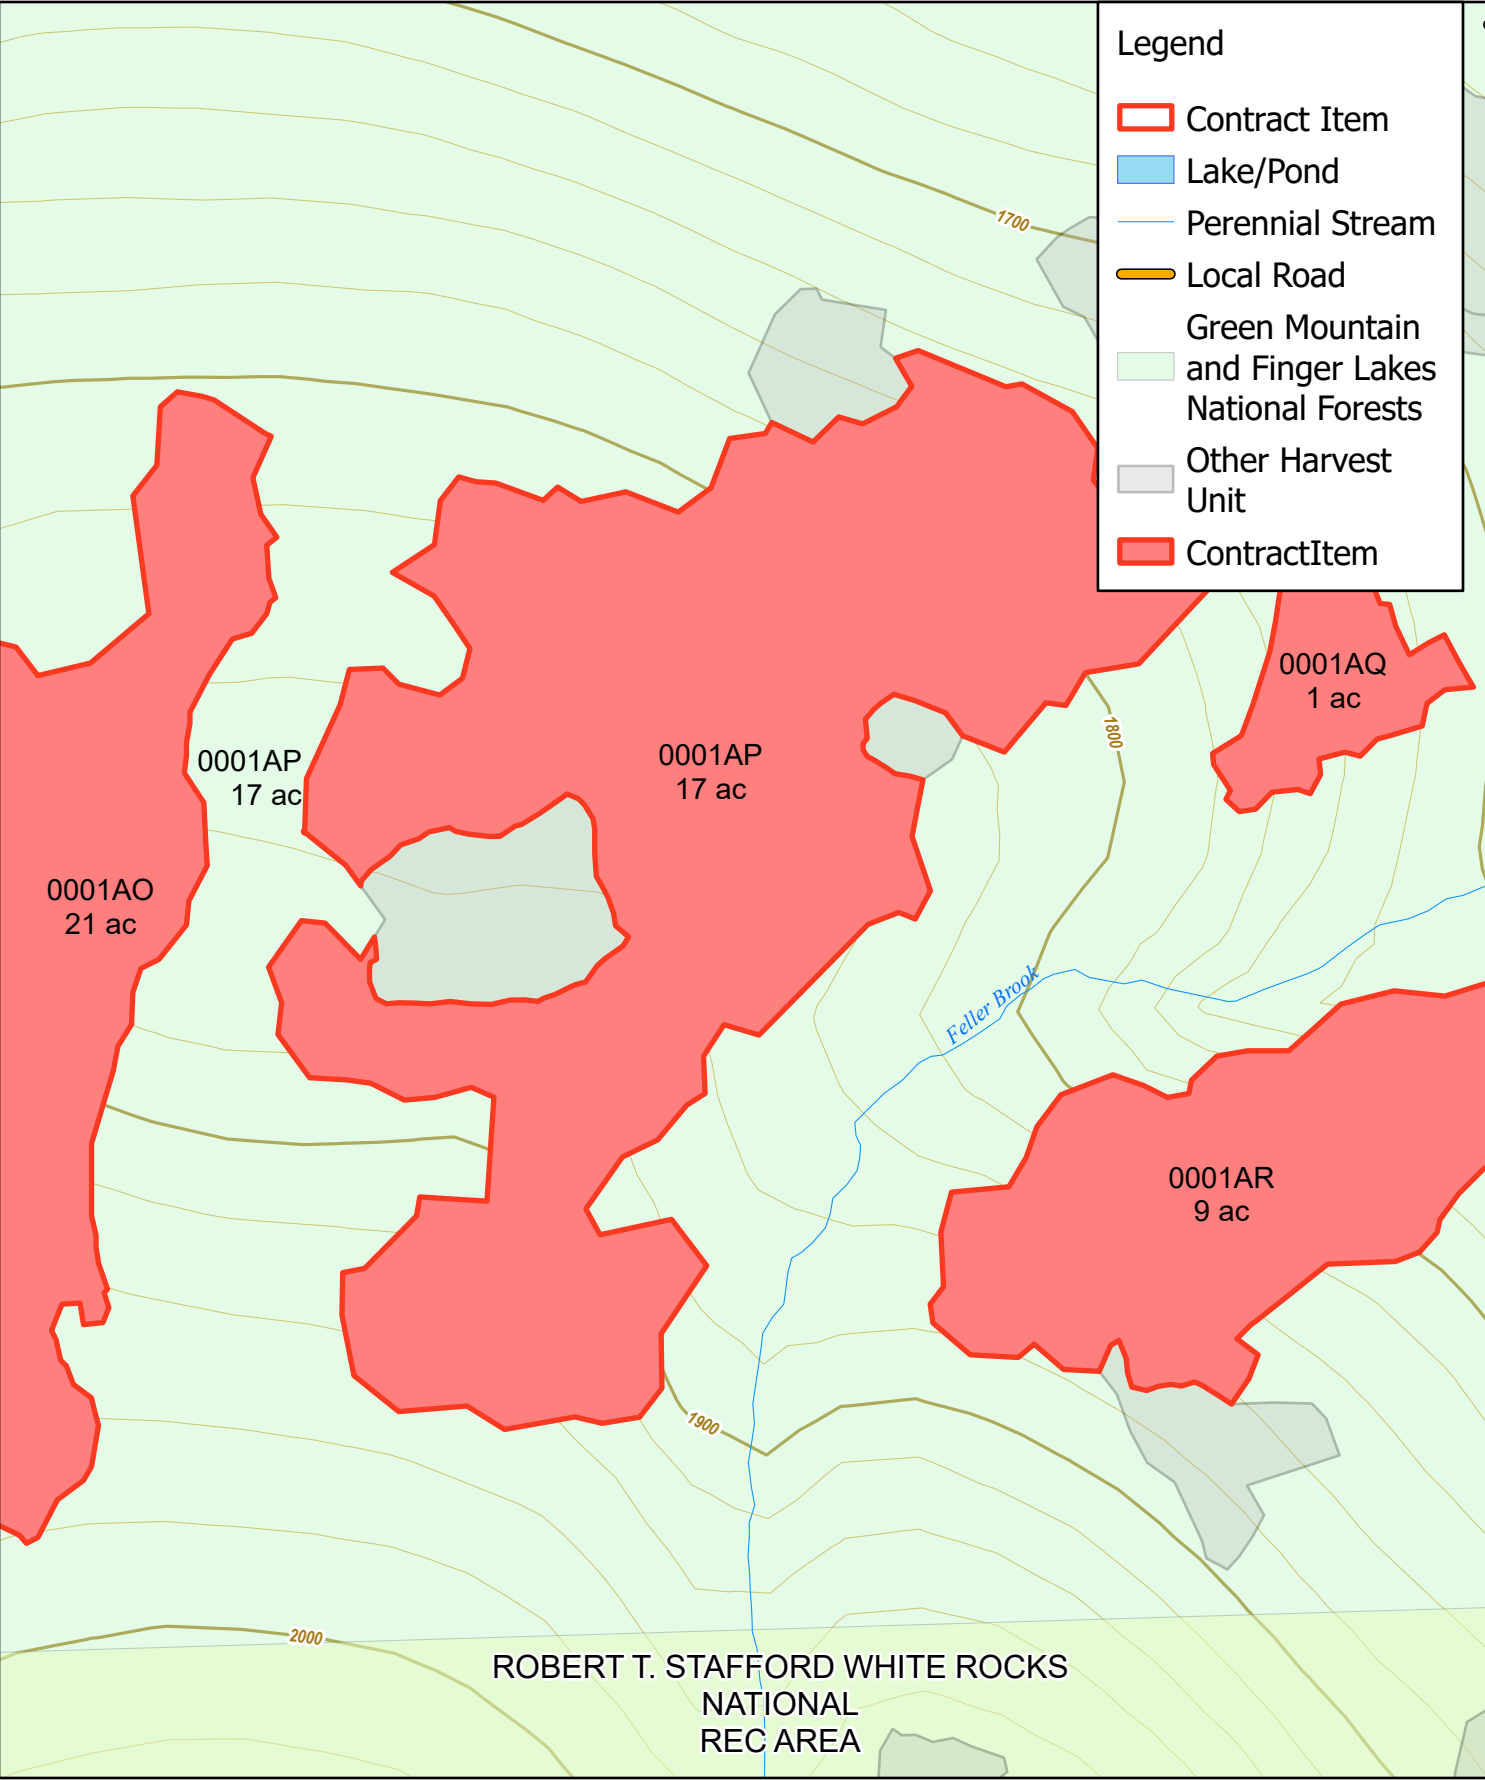 Legend
Contract Item
Lake/Pond
Perennial Stream
Local Road
Green Mountain
and Finger Lakes
National Forests
Other Harvest
Unit
ContractItem
1700
0001AQ
1 ac
1800
0001AP
17 ac
0001AP
17 ac
0001AO
21 ac
Feller Brook
0001AR
9 ac
1900
2000
ROBERT T. STAFFORD WHITE ROCKS
NATIONAL
REC AREA